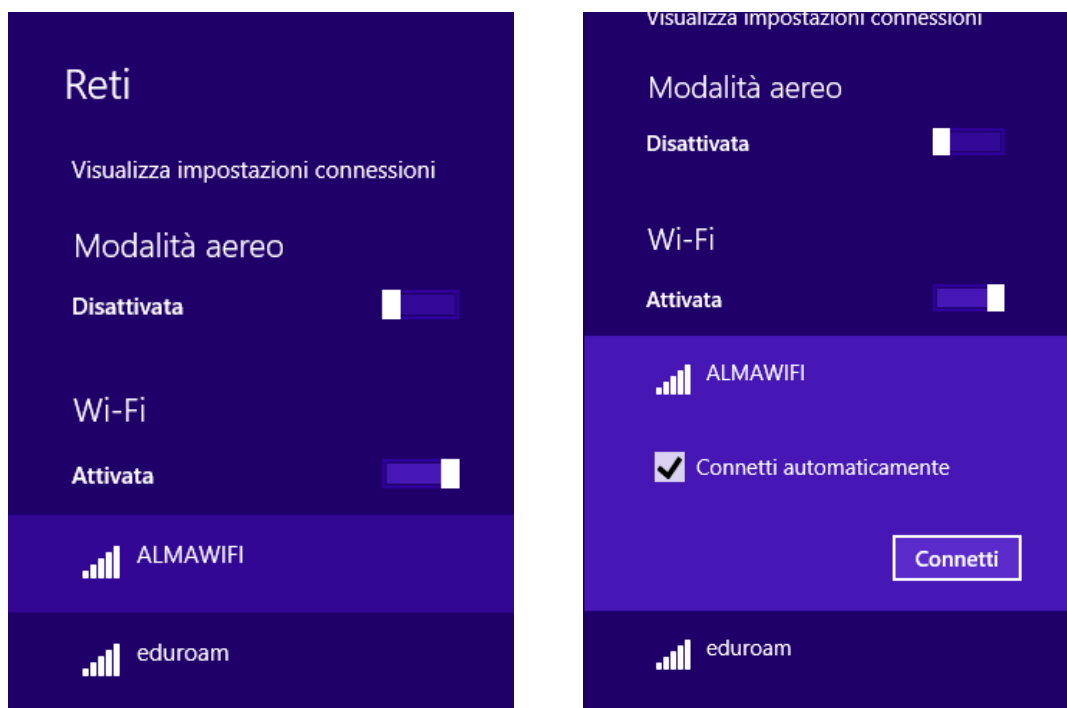 Reti
Visualizza impostazioni connessioni
Modalità aereo
Disattivata
Wi-Fi
Attivata
ALMAWIFI
eduroam
Visualizza impostazioni connessioni
Modalità aereo
Disattivata
Wi-Fi
Attivata
ALMAWIFI
Connetti automaticamente
Connetti
eduroam